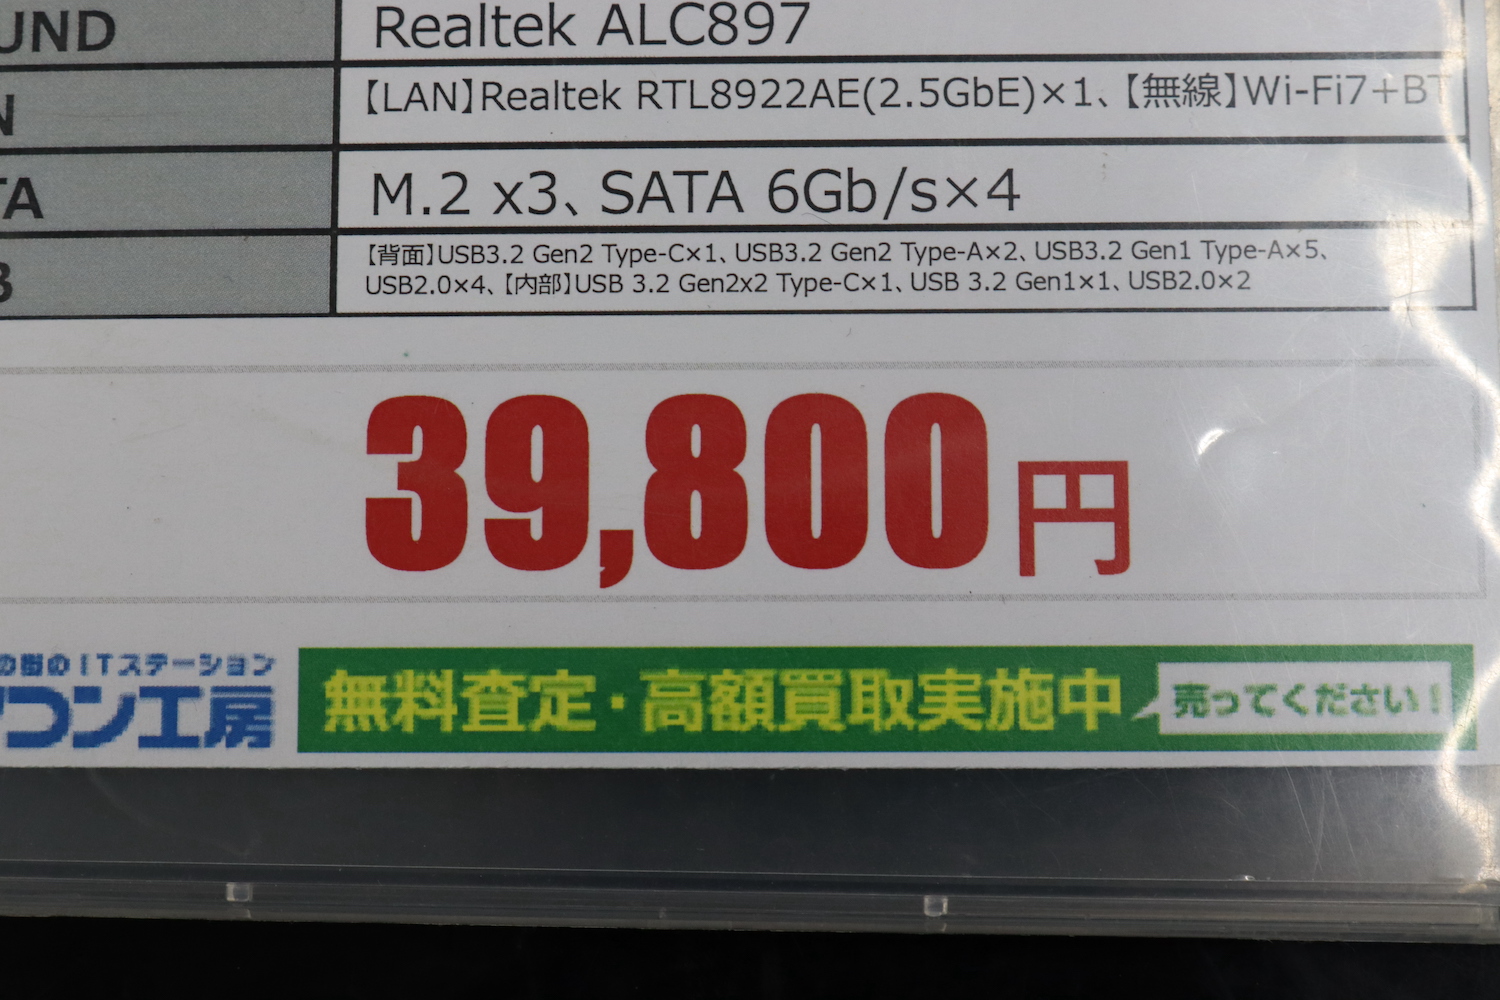 UND Realtek ALC897
N 【LAN】Realtek RTL8922AE(2.5GbE)×1、【無線】Wi-Fi7+BT
TA M.2 x3、SATA 6Gb/s×4
B 【背面】USB3.2 Gen2 Type-C×1、USB3.2 Gen2 Type-A×2、USB3.2 Gen1 Type-A×5、
USB2.0×4、【内部】USB 3.2 Gen2x2 Type-C×1、USB 3.2 Gen1×1、USB2.0×2
39,800円
の街のITステーション
ソコン工房
無料査定・高額買取実施中
売ってください!